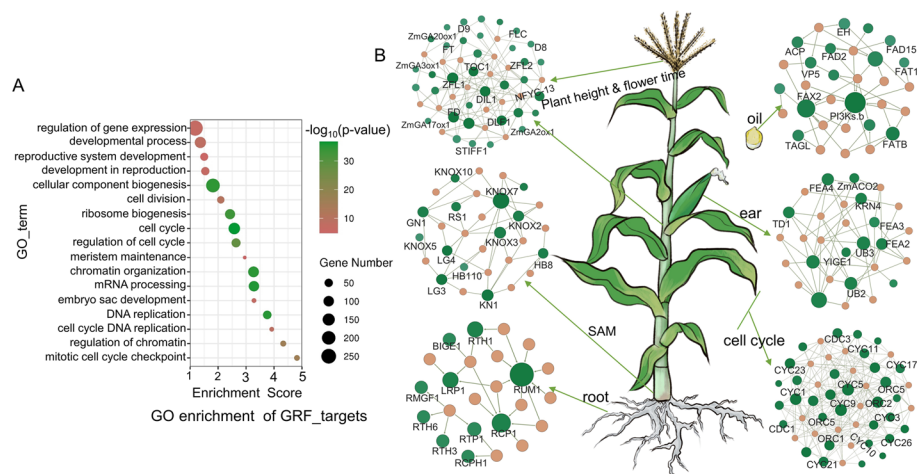 A
regulation of gene expression
developmental process
reproductive system development
development in reproduction
cellular component biogenesis
cell division
ribosome biogenesis
cell cycle
regulation of cell cycle
meristem maintenance
chromatin organization
mRNA processing
embryo sac development
DNA replication
cell cycle DNA replication
regulation of chromatin
mitotic cell cycle checkpoint
GO_term
1 2 3 4 5
Enrichment Score
GO enrichment of GRF_targets
-log10(p-value)
30
20
10
Gene Number
50
100
150
200
250
B
D9
ZmGA20ox1
FLC
FT
D8
ZmGA3ox1
TOC1
ZFL2
ZFL1
NFYC-13
DIL1
FD
DLF1
ZmGA17ox1
ZmGA2ox1
STIFF1
Plant height & flower time
KNOX10
KNOX7
GN1
RS1
KNOX2
KNOX5
KNOX3
LG4
HB8
HB110
LG3
KN1
SAM
RTH1
BIGE1
RUM1
LRP1
RMGF1
RTH6
RCP1
RTP1
RTH3
RCPH1
root
EH
ACP
FAD2
FAD15
VP5
FAT1
FAX2
PI3Ks.b
TAGL
FATB
oil
FEA4
ZmACO2
KRN4
TD1
FEA3
FEA2
UB3
YIGE1
UB2
ear
CDC3
CYC11
CYC23
CYC17
CYC5
CYC1
ORC5
CYC9
ORC2
CDC1
ORC5
CYC3
ORC1
CYC10
CYC26
CYC21
cell cycle